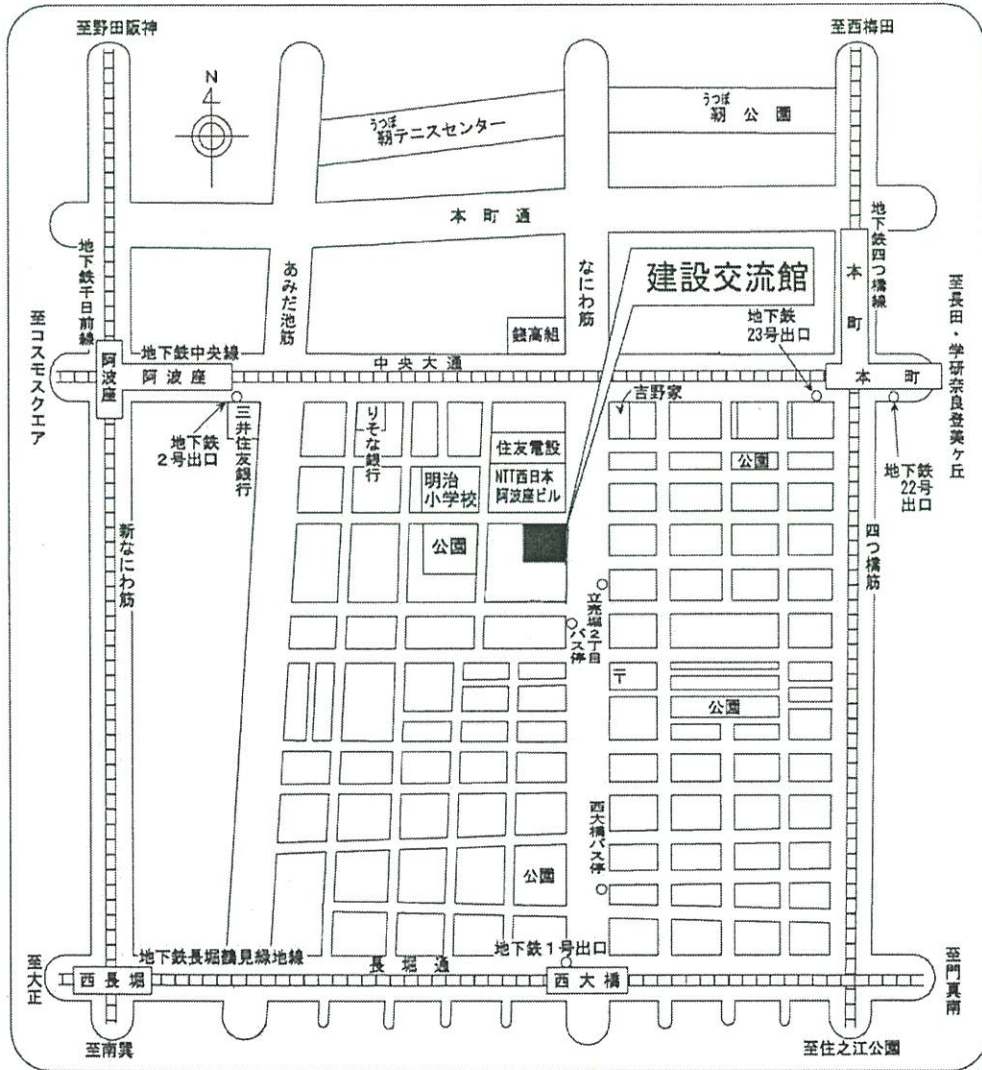 至野田阪神
至西梅田
N
うつぼ
靭テニスセンター
うつぼ
靭公園
本町通
地下鉄千日前線
あみだ池筋
なにわ筋
建設交流館
本町
地下鉄四つ橋線
至コスモスクエア
至長田・学研奈良登美ヶ丘
錢高組
地下鉄
23号出口
阿波座
地下鉄中央線
阿波座
中央大通
本町
吉野家
地下鉄
2号出口
三井住友銀行
りそな銀行
住友電設
明治
小学校
NTT西日本
阿波座ビル
公園
地下鉄
22号
出口
新なにわ筋
公園
四つ橋筋
立売堀2丁目
バス停
〒
公園
西大橋バス停
公園
地下鉄1号出口
地下鉄長堀鶴見緑地線
長堀通
至大正
西長堀
西大橋
至門真南
至南巽
至住之江公園